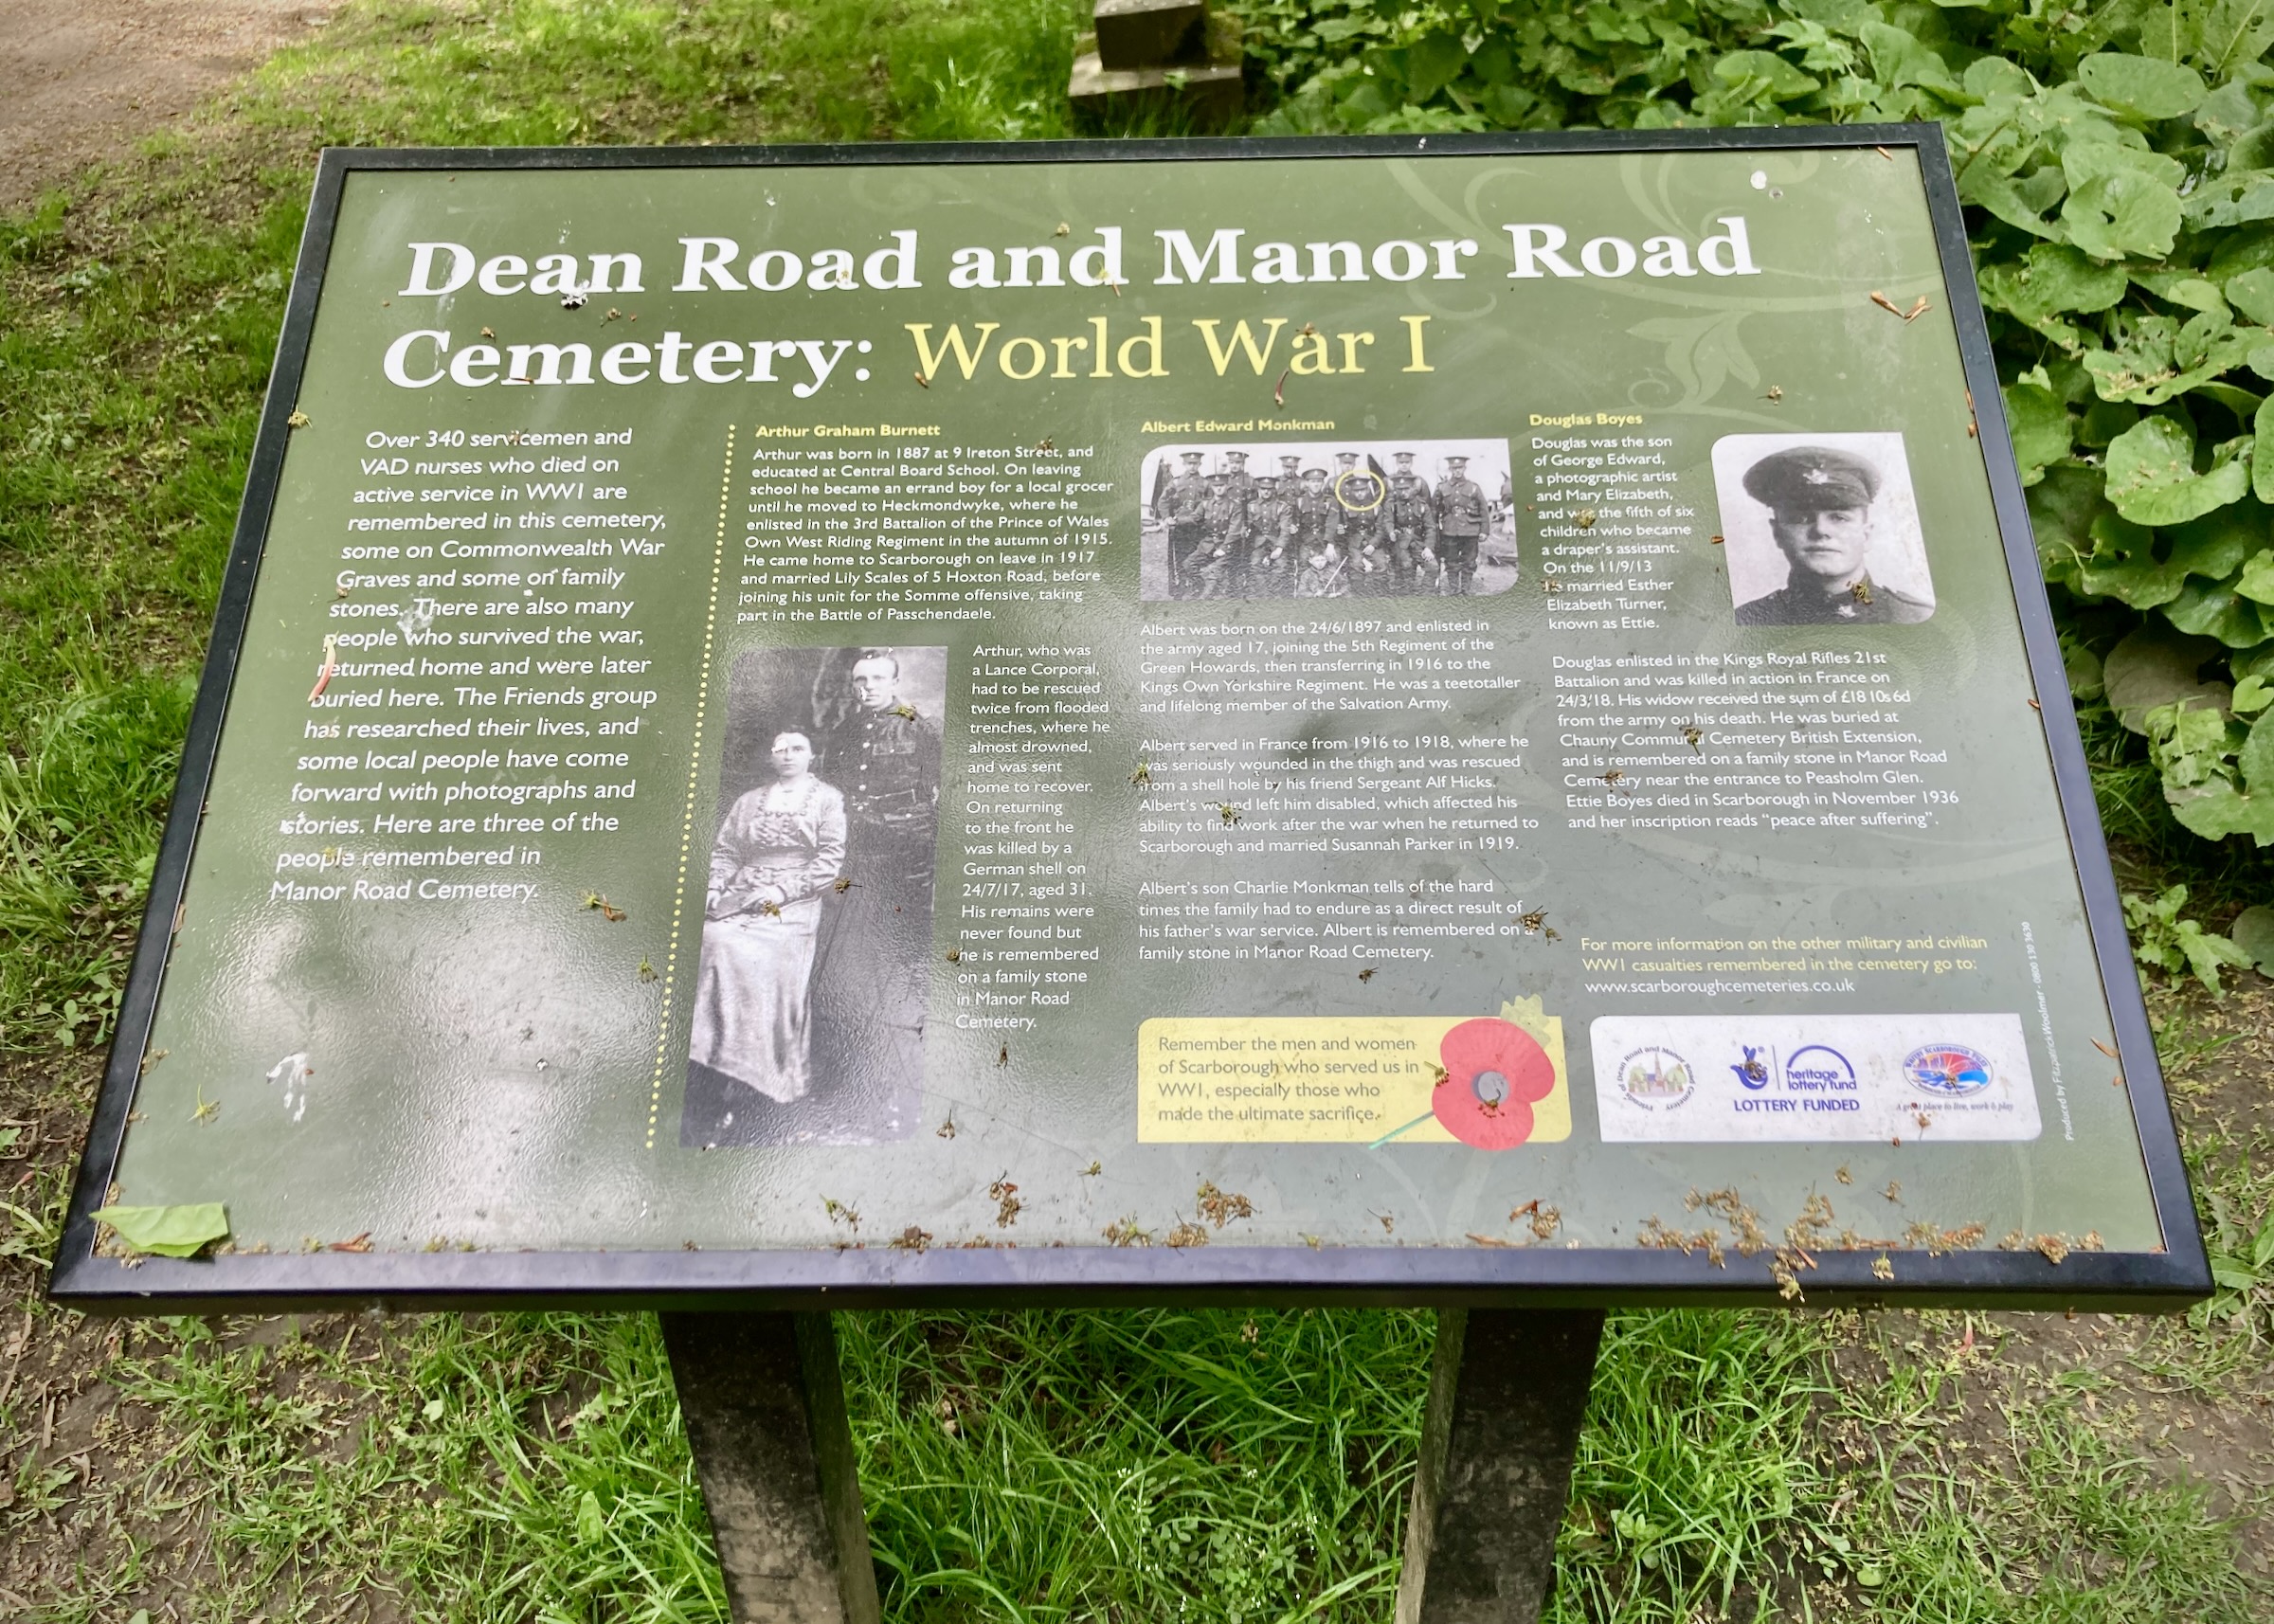 Dean Road and Manor Road
Cemetery: World War I
Over 340 servicemen and
VAD nurses who died on
active service in WW1 are
remembered in this cemetery,
some on Commonwealth War
Graves and some on family
stones. There are also many
people who survived the war,
returned home and were later
buried here. The Friends group
has researched their lives, and
some local people have come
forward with photographs and
stories. Here are three of the
people remembered in
Manor Road Cemetery.
Arthur Graham Burnett
Arthur was born in 1887 at 9 Ireton Street, and
educated at Central Board School. On leaving
school he became an errand boy for a local grocer
until he moved to Heckmondwyke, where he
enlisted in the 3rd Battalion of the Prince of Wales
Own West Riding Regiment in the autumn of 1915.
He came home to Scarborough on leave in 1917
and married Lily Scales of 5 Hoxton Road, before
joining his unit for the Somme offensive, taking
part in the Battle of Passchendaele.
Arthur, who was
a Lance Corporal,
had to be rescued
twice from flooded
trenches, where he
almost drowned,
and was sent
home to recover.
On returning
to the front he
was killed by a
German shell on
24/7/17, aged 31.
His remains were
never found but
he is remembered
on a family stone
in Manor Road
Cemetery.
Albert Edward Monkman
Albert was born on the 24/6/1897 and enlisted in
the army aged 17, joining the 5th Regiment of the
Green Howards, then transferring in 1916 to the
Kings Own Yorkshire Regiment. He was a teetotaller
and lifelong member of the Salvation Army.
Albert served in France from 1916 to 1918, where he
was seriously wounded in the thigh and was rescued
from a shell hole by his friend Sergeant Alf Hicks.
Albert's wound left him disabled, which affected his
ability to find work after the war when he returned to
Scarborough and married Susannah Parker in 1919.
Albert's son Charlie Monkman tells of the hard
times the family had to endure as a direct result of
his father's war service. Albert is remembered on a
family stone in Manor Road Cemetery.
Remember the men and women
of Scarborough who served us in
WW1, especially those who
made the ultimate sacrifice.
Douglas Boyes
Douglas was the son
of George Edward,
a photographic artist
and Mary Elizabeth,
and was the fifth of six
children who became
a draper's assistant.
On the 11/9/13
he married Esther
Elizabeth Turner,
known as Ettie.
Douglas enlisted in the Kings Royal Rifles 21st
Battalion and was killed in action in France on
24/3/18. His widow received the sum of £18 10s 6d
from the army on his death. He was buried at
Chauny Communal Cemetery British Extension,
and is remembered on a family stone in Manor Road
Cemetery near the entrance to Peasholm Glen.
Ettie Boyes died in Scarborough in November 1936
and her inscription reads "peace after suffering".
For more information on the other military and civilian
WW1 casualties remembered in the cemetery go to:
www.scarboroughcemeteries.co.uk
heritage
lottery fund
LOTTERY FUNDED
A great place to live, work & play
Produced by Fitzpatrick Woolmer - 0800 130 3630